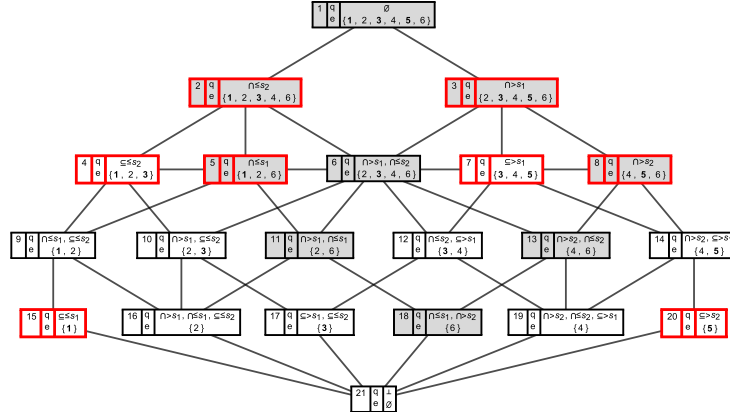 1 q ∅
e {1, 2, 3, 4, 5, 6}
2 q ∩≤s₂
e {1, 2, 3, 4, 6}
3 q ∩>s₁
e {2, 3, 4, 5, 6}
4 q ⊆≤s₂
e {1, 2, 3}
5 q ∩≤s₁
e {1, 2, 6}
6 q ∩>s₁, ∩≤s₂
e {2, 3, 4, 6}
7 q ⊆>s₁
e {3, 4, 5}
8 q ∩>s₂
e {4, 5, 6}
9 q ∩≤s₁, ⊆≤s₂
e {1, 2}
10 q ∩>s₁, ⊆≤s₂
e {2, 3}
11 q ∩>s₁, ∩≤s₁
e {2, 6}
12 q ∩≤s₂, ⊆>s₁
e {3, 4}
13 q ∩>s₂, ∩≤s₂
e {4, 6}
14 q ∩>s₂, ⊆>s₁
e {4, 5}
15 q ⊆≤s₁
e {1}
16 q ∩>s₁, ∩≤s₁, ⊆≤s₂
e {2}
17 q ⊆>s₁, ⊆≤s₂
e {3}
18 q ∩≤s₁, ∩>s₂
e {6}
19 q ∩>s₂, ∩≤s₂, ⊆>s₁
e {4}
20 q ⊆>s₂
e {5}
21 q ⊥
e ∅